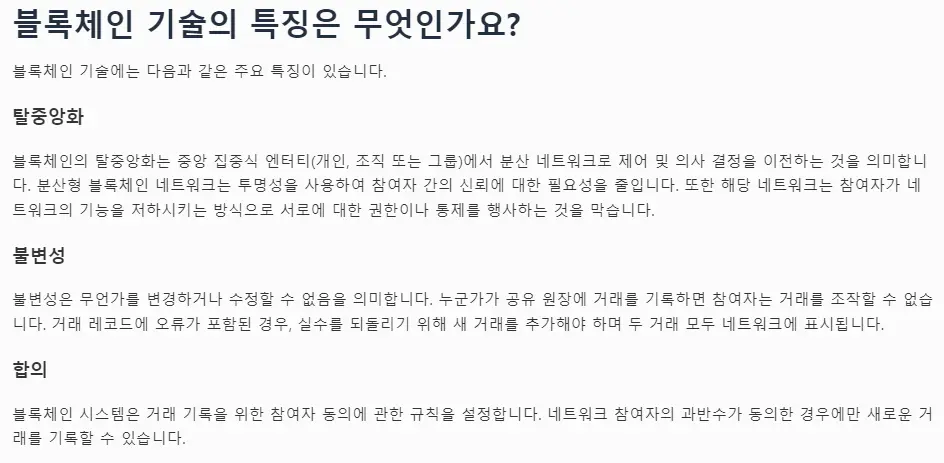 블록체인 기술의 특징은 무엇인가요?
블록체인 기술에는 다음과 같은 주요 특징이 있습니다.
탈중앙화
블록체인의 탈중앙화는 중앙 집중식 엔터티(개인, 조직 또는 그룹)에서 분산 네트워크로 제어 및 의사 결정을 이전하는 것을 의미합니
다. 분산형 블록체인 네트워크는 투명성을 사용하여 참여자 간의 신뢰에 대한 필요성을 줄입니다. 또한 해당 네트워크는 참여자가 네
트워크의 기능을 저하시키는 방식으로 서로에 대한 권한이나 통제를 행사하는 것을 막습니다.
불변성
불변성은 무언가를 변경하거나 수정할 수 없음을 의미합니다. 누군가가 공유 원장에 거래를 기록하면 참여자는 거래를 조작할 수 없습
니다. 거래 레코드에 오류가 포함된 경우, 실수를 되돌리기 위해 새 거래를 추가해야 하며 두 거래 모두 네트워크에 표시됩니다.
합의
블록체인 시스템은 거래 기록을 위한 참여자 동의에 관한 규칙을 설정합니다. 네트워크 참여자의 과반수가 동의한 경우에만 새로운 거
래를 기록할 수 있습니다.